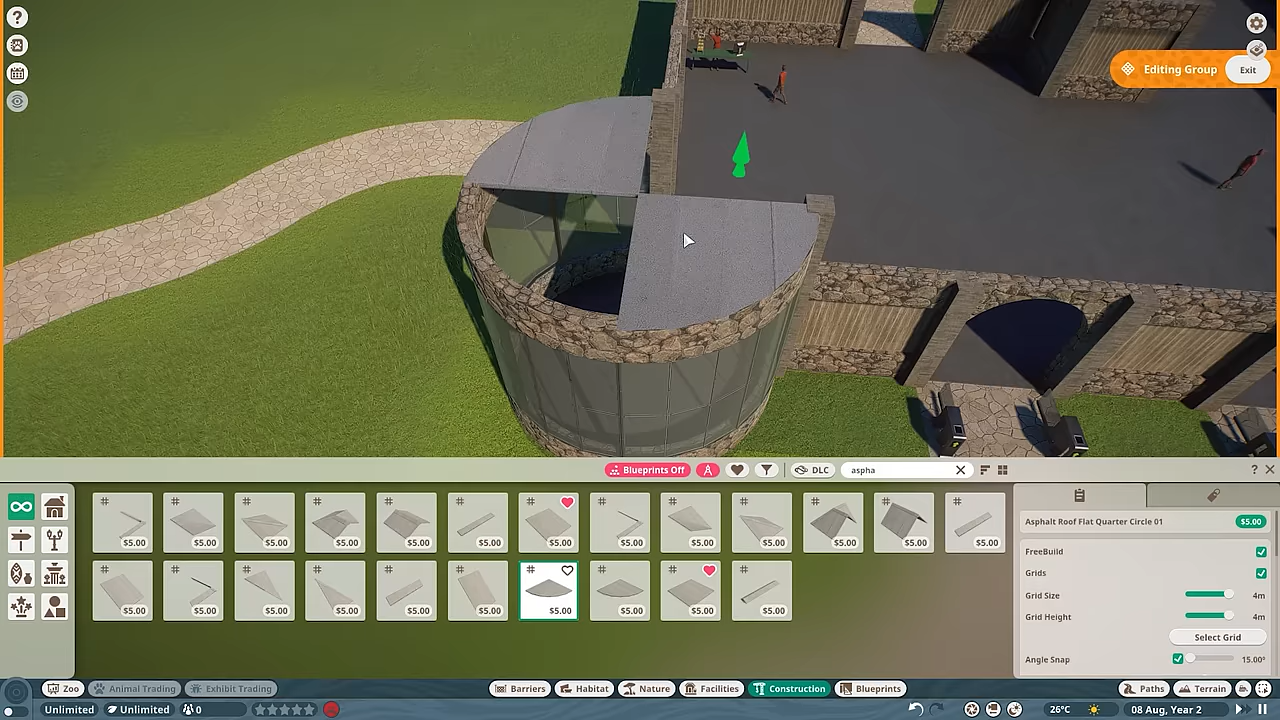 Editing Group
Exit
Blueprints Off
DLC
aspha
$5.00 $5.00 $5.00 $5.00 $5.00 $5.00 $5.00 $5.00 $5.00 $5.00 $5.00 $5.00 $5.00
$5.00 $5.00 $5.00 $5.00 $5.00 $5.00 $5.00 $5.00 $5.00 $5.00
Asphalt Roof Flat Quarter Circle 01 $5.00
FreeBuild
Grids
Grid Size 4m
Grid Height 4m
Select Grid
Angle Snap 15.00°
Zoo Animal Trading Exhibit Trading Barriers Habitat Nature Facilities Construction Blueprints Paths Terrain
Unlimited Unlimited 0 26°C 08 Aug, Year 2